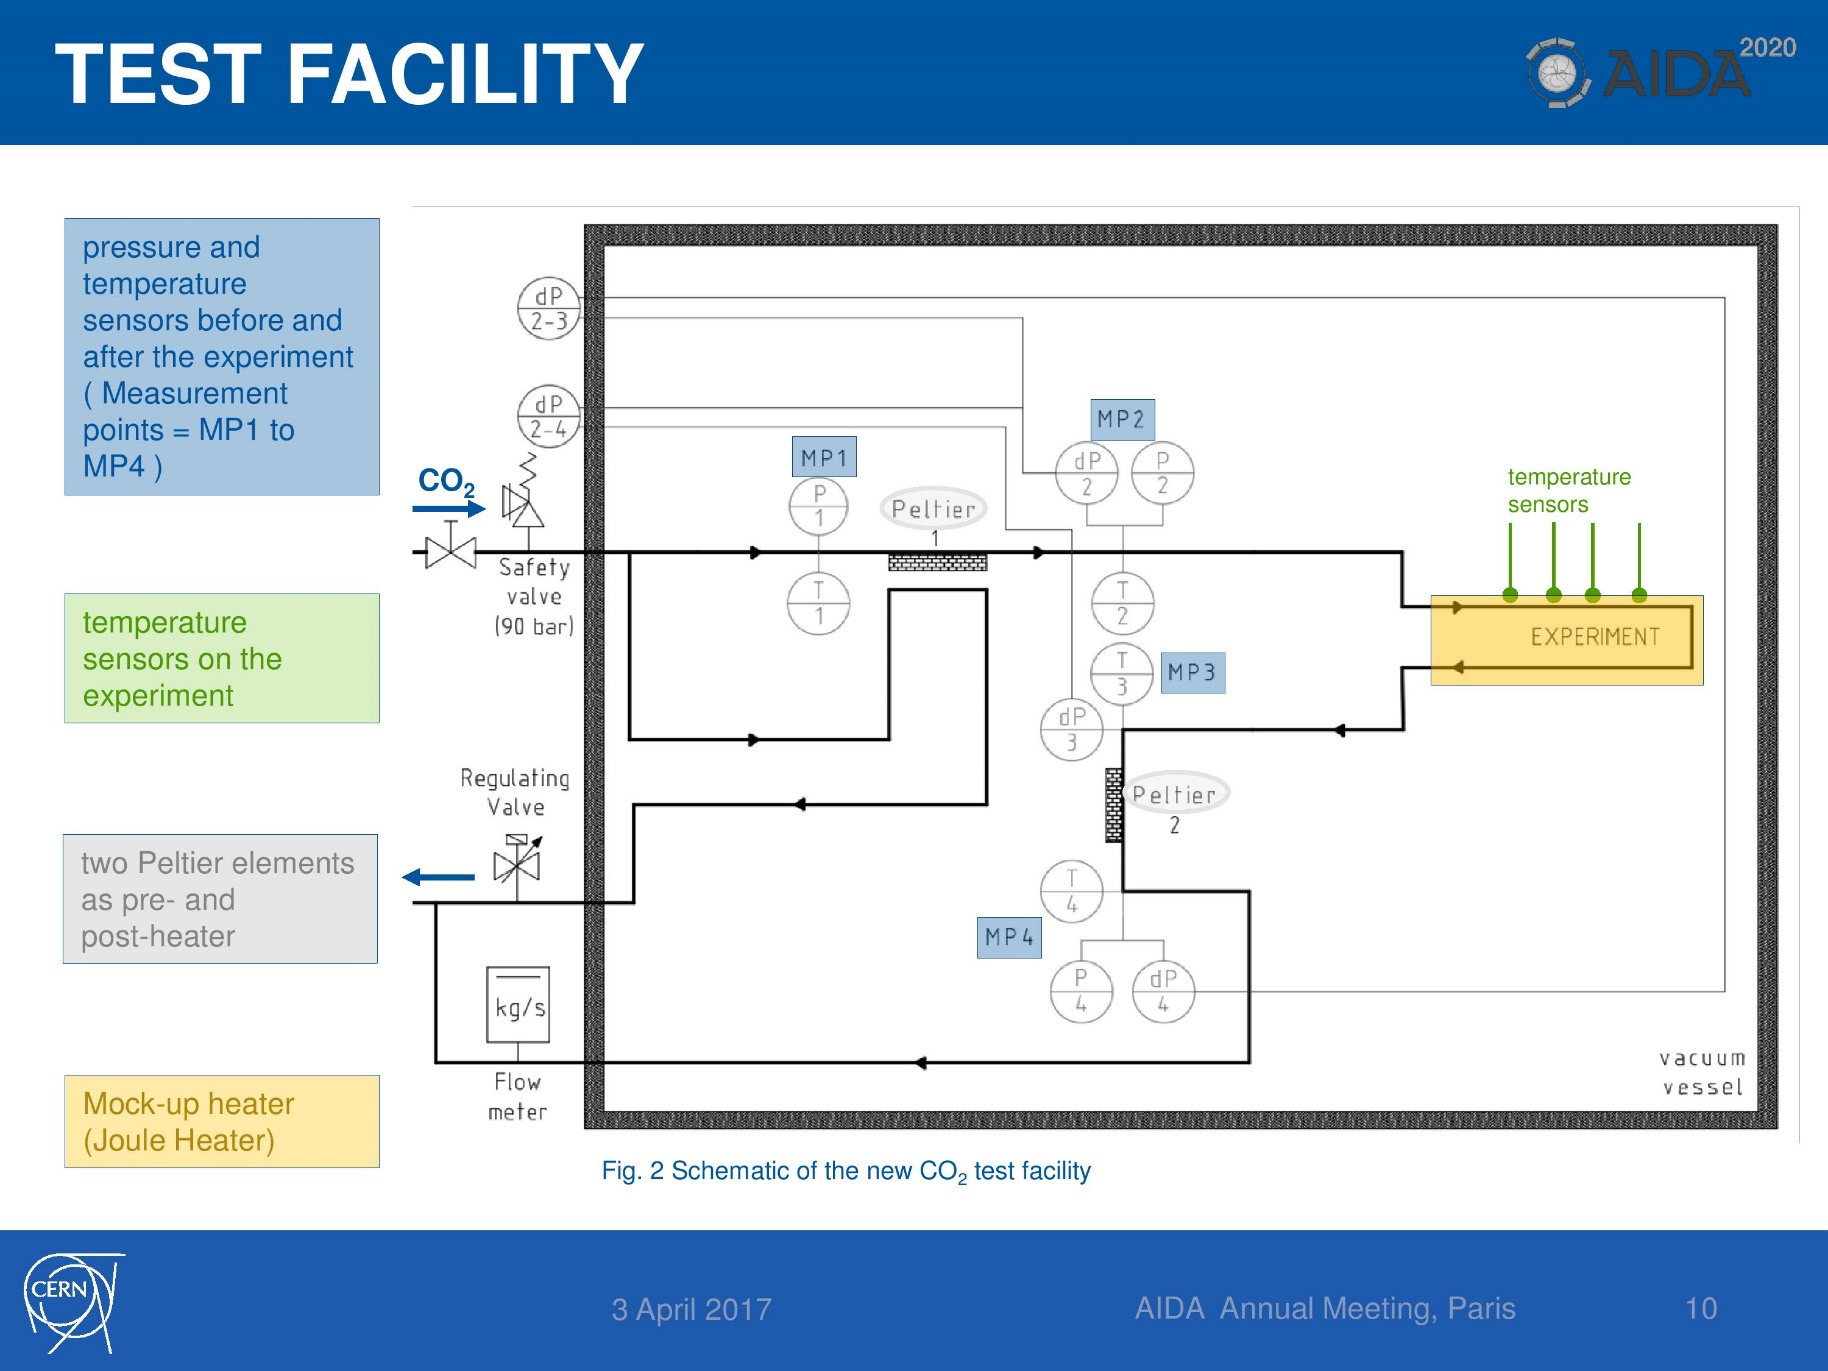 TEST FACILITY
AIDA2020
pressure and
temperature
sensors before and
after the experiment
( Measurement
points = MP1 to
MP4 )
temperature
sensors on the
experiment
two Peltier elements
as pre- and
post-heater
Mock-up heater
(Joule Heater)
dP
2-3
dP
2-4
CO2
Safety
valve
(90 bar)
MP1
P
1
T
1
Peltier
1
MP2
dP
2
P
2
T
2
T
3
MP3
dP
3
temperature
sensors
EXPERIMENT
Regulating
Valve
Peltier
2
T
4
MP4
P
4
dP
4
kg/s
Flow
meter
vacuum
vessel
Fig. 2 Schematic of the new CO2 test facility
CERN
3 April 2017
AIDA Annual Meeting, Paris
10